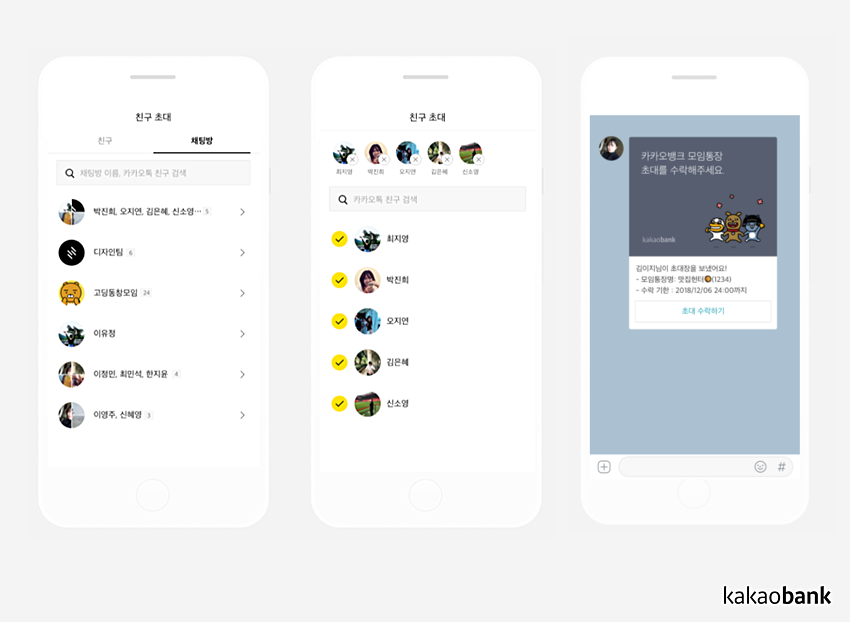 친구 초대
친구
채팅방
채팅방 이름, 카카오톡 친구 검색
박진희, 오지연, 김은혜, 신소영… 5
디자인팀 6
고딩동창모임 24
이유정
이정민, 최민석, 한지윤 4
이영주, 신혜영 3
친구 초대
최지영
박진희
오지연
김은혜
신소영
카카오톡 친구 검색
최지영
박진희
오지연
김은혜
신소영
카카오뱅크 모임통장
초대를 수락해주세요.
kakaobank
김이지님이 초대장을 보냈어요!
- 모임통장명: 맛집헌터(1234)
- 수락 기한 : 2018/12/06 24:00까지
초대 수락하기
#
kakaobank